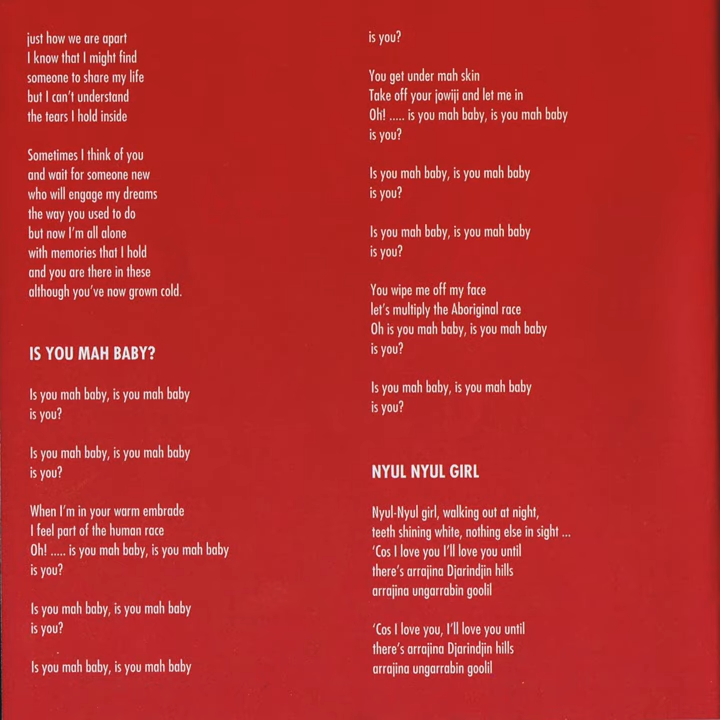 just how we are apart
I know that I might find
someone to share my life
but I can't understand
the tears I hold inside
Sometimes I think of you
and wait for someone new
who will engage my dreams
the way you used to do
but now I'm all alone
with memories that I hold
and you are there in these
although you've now grown cold.
IS YOU MAH BABY?
Is you mah baby, is you mah baby
is you?
Is you mah baby, is you mah baby
is you?
When I'm in your warm embrade
I feel part of the human race
Oh! ..... is you mah baby, is you mah baby
is you?
Is you mah baby, is you mah baby
is you?
Is you mah baby, is you mah baby
is you?
You get under mah skin
Take off your jowiji and let me in
Oh! ..... is you mah baby, is you mah baby
is you?
Is you mah baby, is you mah baby
is you?
Is you mah baby, is you mah baby
is you?
You wipe me off my face
let's multiply the Aboriginal race
Oh is you mah baby, is you mah baby
is you?
Is you mah baby, is you mah baby
is you?
NYUL NYUL GIRL
Nyul-Nyul girl, walking out at night,
teeth shining white, nothing else in sight ...
'Cos I love you I'll love you until
there's arrajina Djarindjin hills
arrajina ungarrabin goolil
'Cos I love you, I'll love you until
there's arrajina Djarindjin hills
arrajina ungarrabin goolil